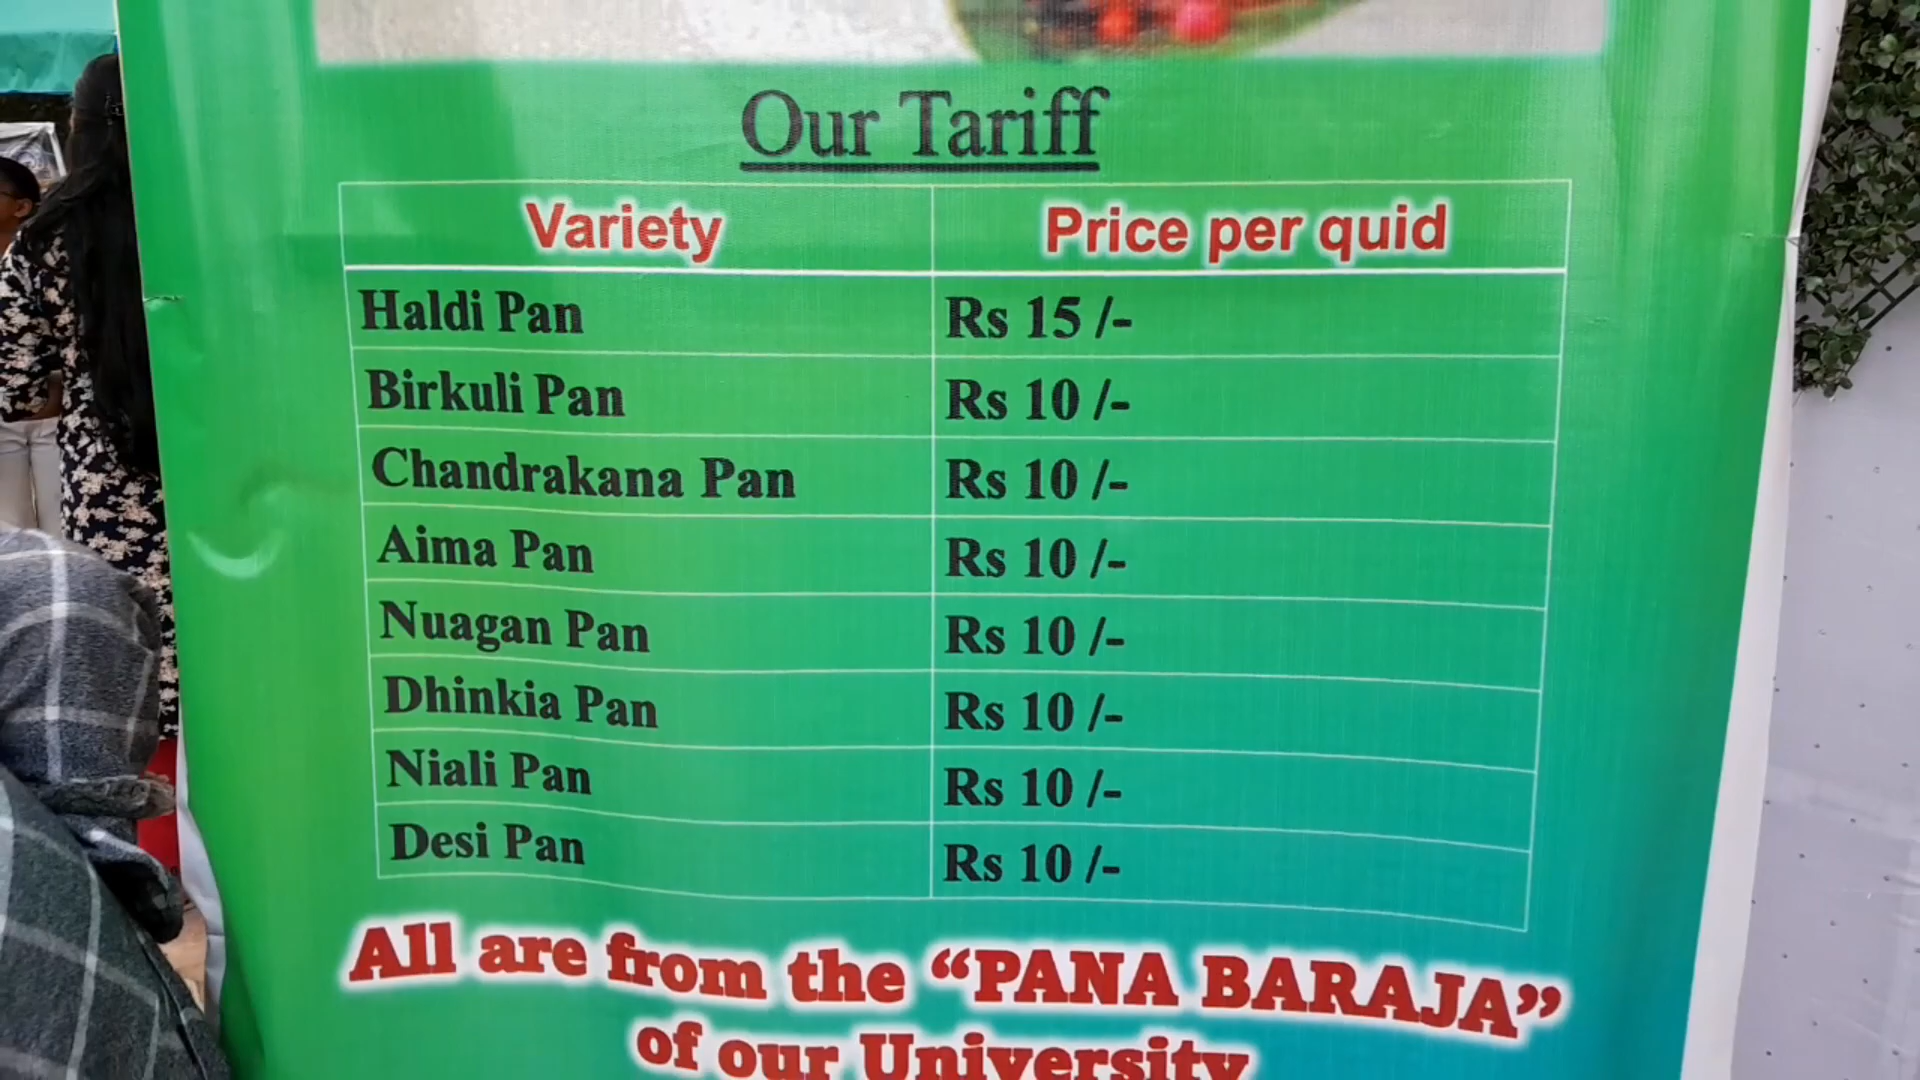 Our Tariff
Variety Price per quid
Haldi Pan Rs 15 /-
Birkuli Pan Rs 10 /-
Chandrakana Pan Rs 10 /-
Aima Pan Rs 10 /-
Nuagan Pan Rs 10 /-
Dhinkia Pan Rs 10 /-
Niali Pan Rs 10 /-
Desi Pan Rs 10 /-
All are from the “PANA BARAJA”
of our University